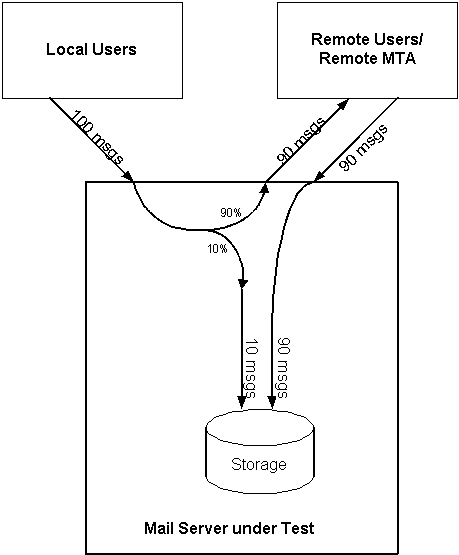 Local Users
Remote Users/
Remote MTA
100 msgs
90 msgs
90 msgs
90%
10%
10 msgs
90 msgs
Storage
Mail Server under Test